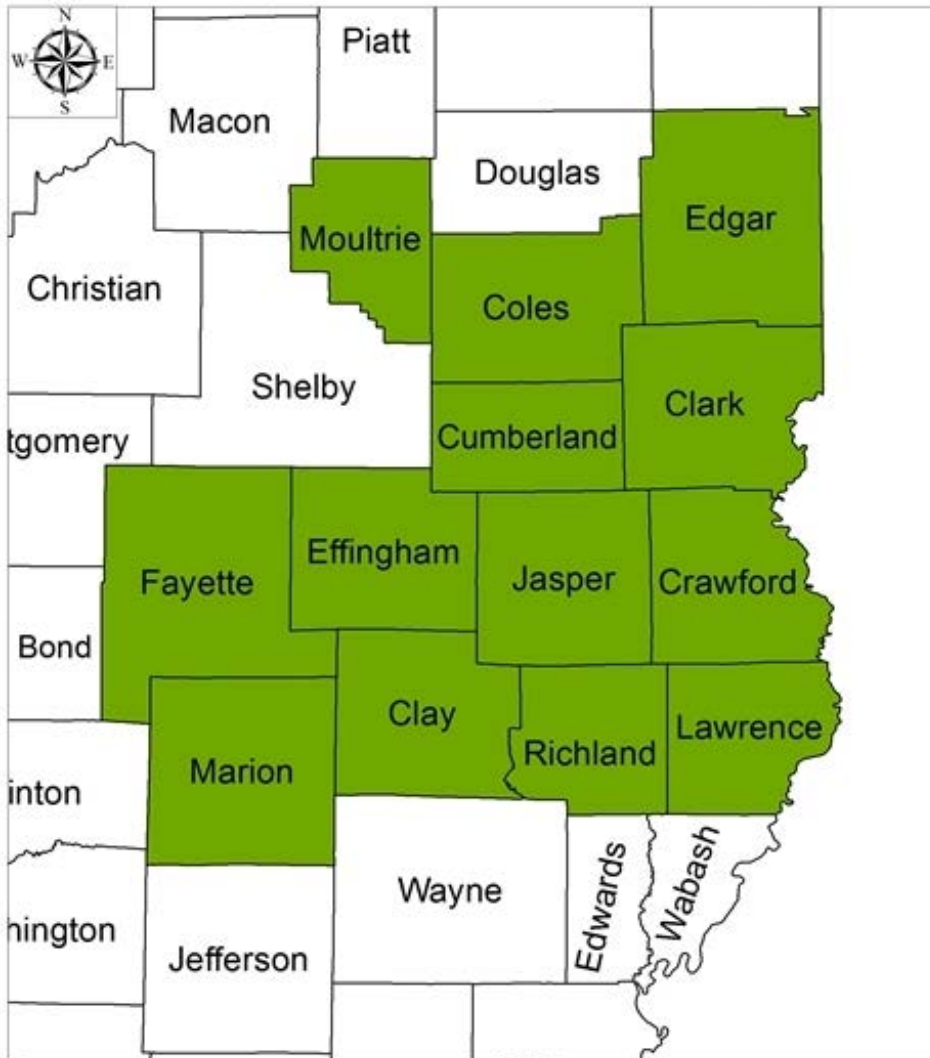 N
W E
S
Piatt
Macon
Douglas
Edgar
Moultrie
Christian
Coles
Shelby
Clark
tgomery
Cumberland
Effingham
Fayette
Jasper
Crawford
Bond
Clay
Lawrence
Richland
Marion
inton
Wayne
Edwards
Wabash
hington
Jefferson